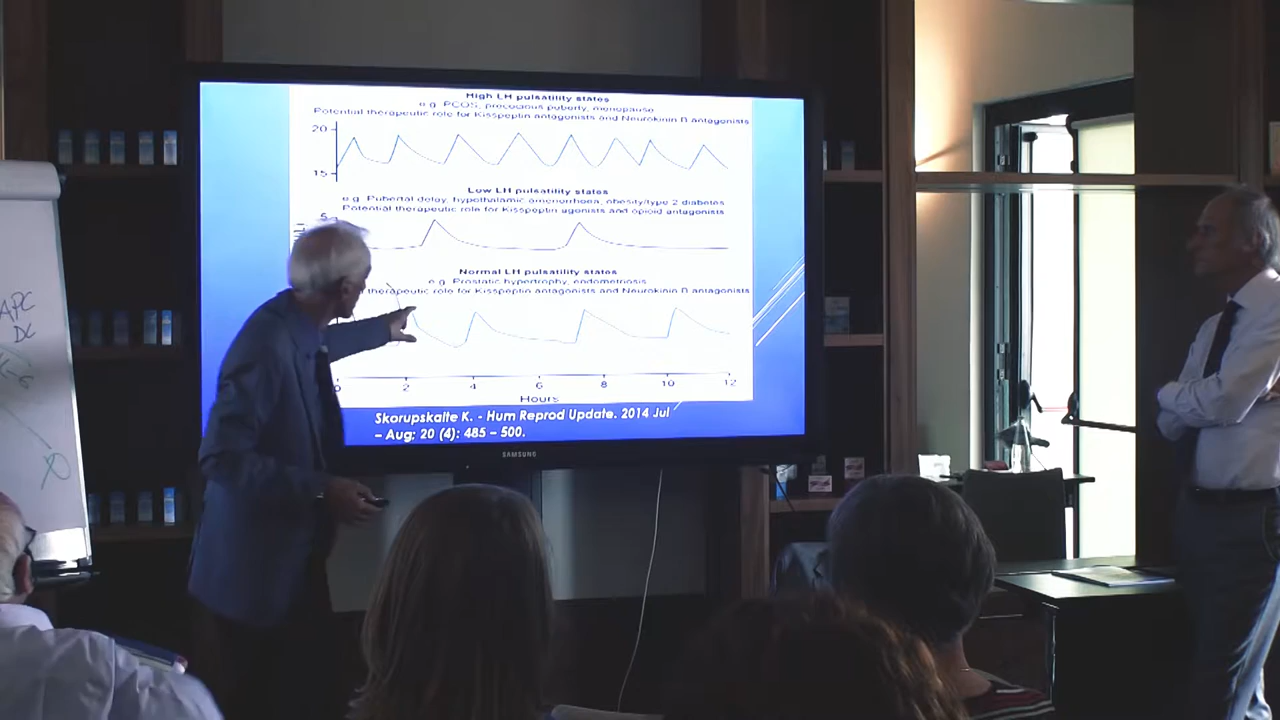 High LH pulsatility states
e.g. PCOS, precocious puberty, menopause
Potential therapeutic role for Kisspeptin antagonists and Neurokinin B antagonists
20
15
Low LH pulsatility states
e.g. Pubertal delay, hypothalamic amenorrhoea, obesity/type 2 diabetes
Potential therapeutic role for Kisspeptin agonists and opioid antagonists
5
Normal LH pulsatility states
e.g. Prostatic hypertrophy, endometriosis
therapeutic role for Kisspeptin antagonists and Neurokinin B antagonists
0 2 4 6 8 10 12
Hours
Skorupskaite K. - Hum Reprod Update. 2014 Jul
– Aug; 20 (4): 485 – 500.
SAMSUNG
APC
DC